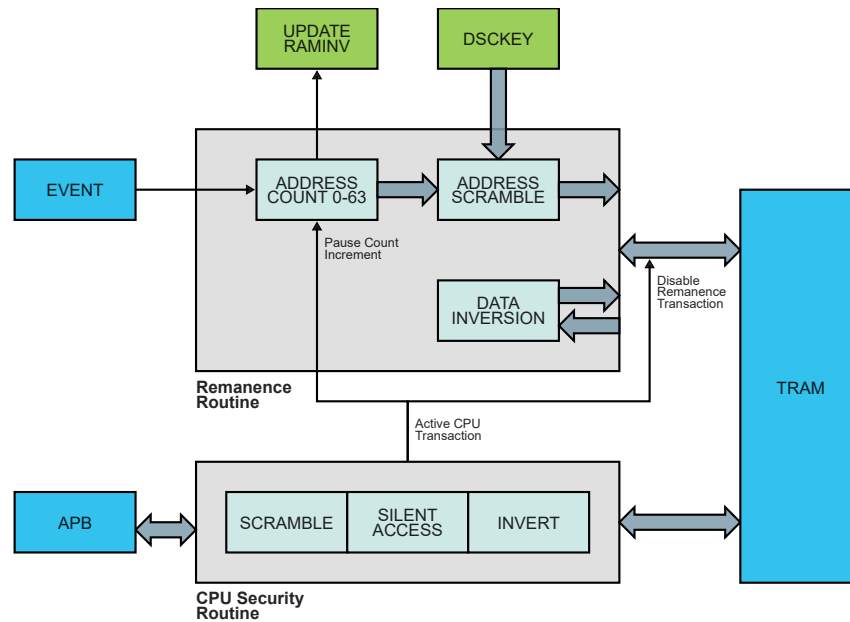 UPDATE
RAMINV
DSCKEY
EVENT
ADDRESS
COUNT 0-63
ADDRESS
SCRAMBLE
Pause Count
Increment
Disable
Remanence
Transaction
DATA
INVERSION
TRAM
Remanence
Routine
Active CPU
Transaction
APB
SCRAMBLE
SILENT
ACCESS
INVERT
CPU Security
Routine